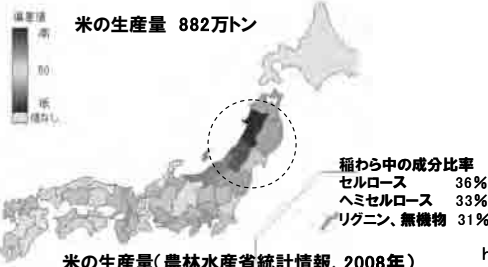 偏差値
米の生産量 882万トン
高
50
低
値なし
稲わら中の成分比率
セルロース 36%
ヘミセルロース 33%
リグニン、無機物 31%
米の生産量(農林水産省統計情報，2008年)
h